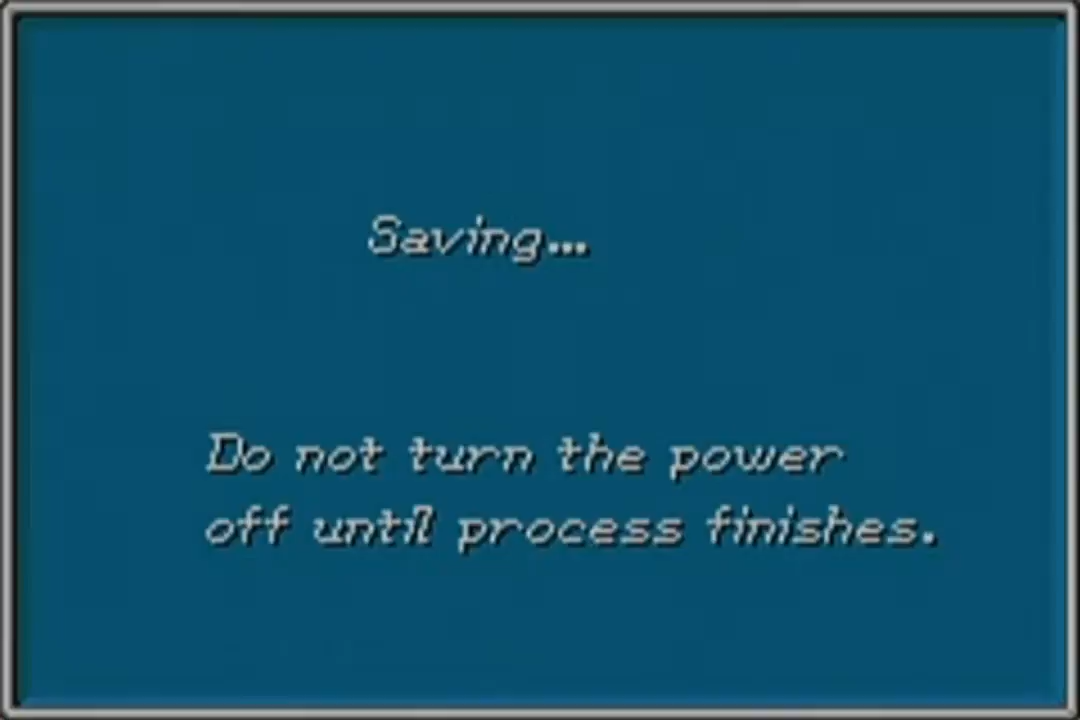 Saving...
Do not turn the power
off until process finishes.